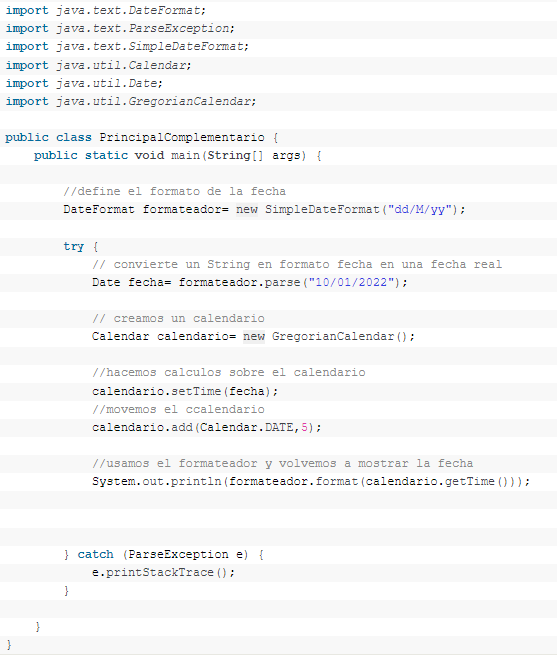 import java.text.DateFormat;
import java.text.ParseException;
import java.text.SimpleDateFormat;
import java.util.Calendar;
import java.util.Date;
import java.util.GregorianCalendar;
public class PrincipalComplementario {
public static void main(String[] args) {
//define el formato de la fecha
DateFormat formateador= new SimpleDateFormat("dd/M/yy");
try {
// convierte un String en formato fecha en una fecha real
Date fecha= formateador.parse("10/01/2022");
// creamos un calendario
Calendar calendario= new GregorianCalendar();
//hacemos calculos sobre el calendario
calendario.setTime(fecha);
//movemos el ccalendario
calendario.add(Calendar.DATE,5);
//usamos el formateador y volvemos a mostrar la fecha
System.out.println(formateador.format(calendario.getTime()));
} catch (ParseException e) {
e.printStackTrace();
}
}
}